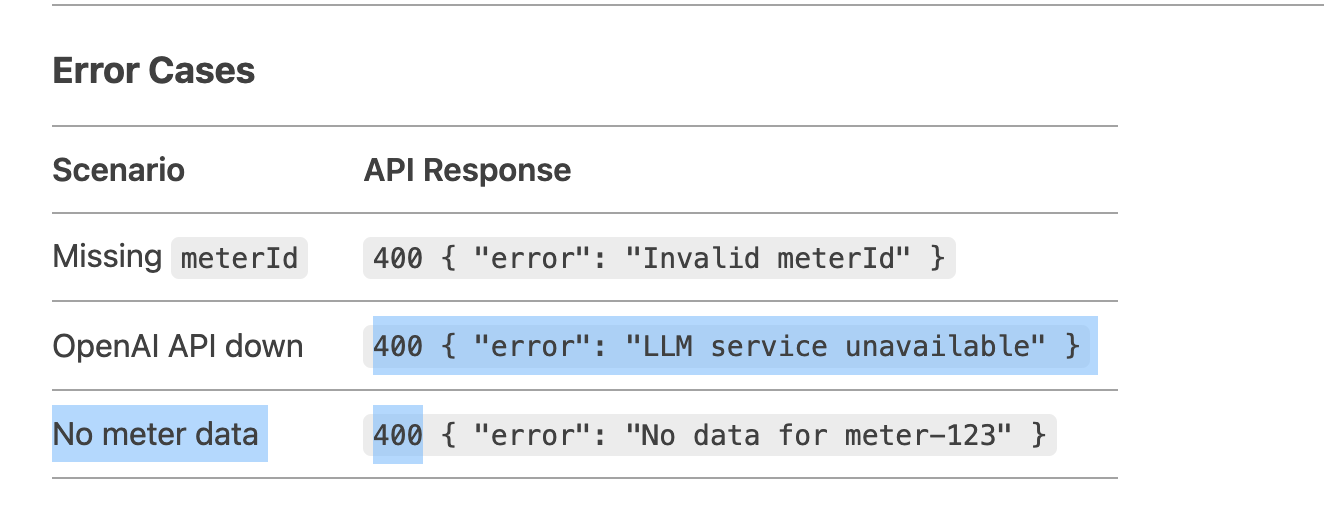 Error Cases
Scenario API Response
Missing meterId 400 { "error": "Invalid meterId" }
OpenAI API down 400 { "error": "LLM service unavailable" }
No meter data 400 { "error": "No data for meter-123" }